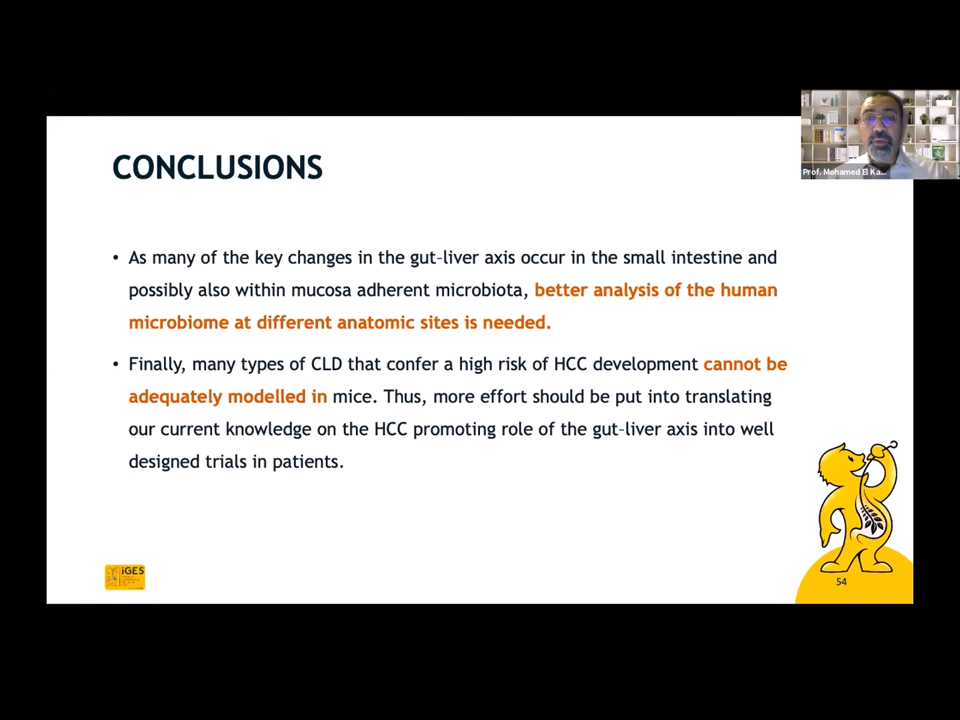 CONCLUSIONS
Prof. Mohamed El Ka...
• As many of the key changes in the gut-liver axis occur in the small intestine and
possibly also within mucosa adherent microbiota, better analysis of the human
microbiome at different anatomic sites is needed.
• Finally, many types of CLD that confer a high risk of HCC development cannot be
adequately modelled in mice. Thus, more effort should be put into translating
our current knowledge on the HCC promoting role of the gut-liver axis into well
designed trials in patients.
iGES
54